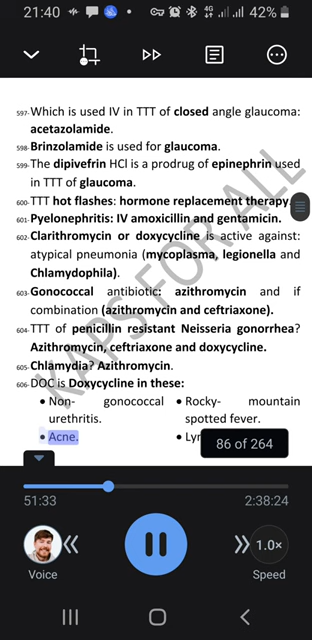 21:40
4G
42%
597- Which is used IV in TTT of closed angle glaucoma:
acetazolamide.
598- Brinzolamide is used for glaucoma.
599- The dipivefrin HCl is a prodrug of epinephrin used
in TTT of glaucoma.
600- TTT hot flashes: hormone replacement therapy.
601- Pyelonephritis: IV amoxicillin and gentamicin.
602- Clarithromycin or doxycycline is active against:
atypical pneumonia (mycoplasma, legionella and
Chlamydophila).
603- Gonococcal antibiotic: azithromycin and if
combination (azithromycin and ceftriaxone).
604- TTT of penicillin resistant Neisseria gonorrhea?
Azithromycin, ceftriaxone and doxycycline.
605- Chlamydia? Azithromycin.
606- DOC is Doxycycline in these:
• Non- gonococcal urethritis.
• Rocky- mountain spotted fever.
• Acne.
KAPS FOR ALL
86 of 264
51:33
2:38:24
1.0×
Voice
Speed